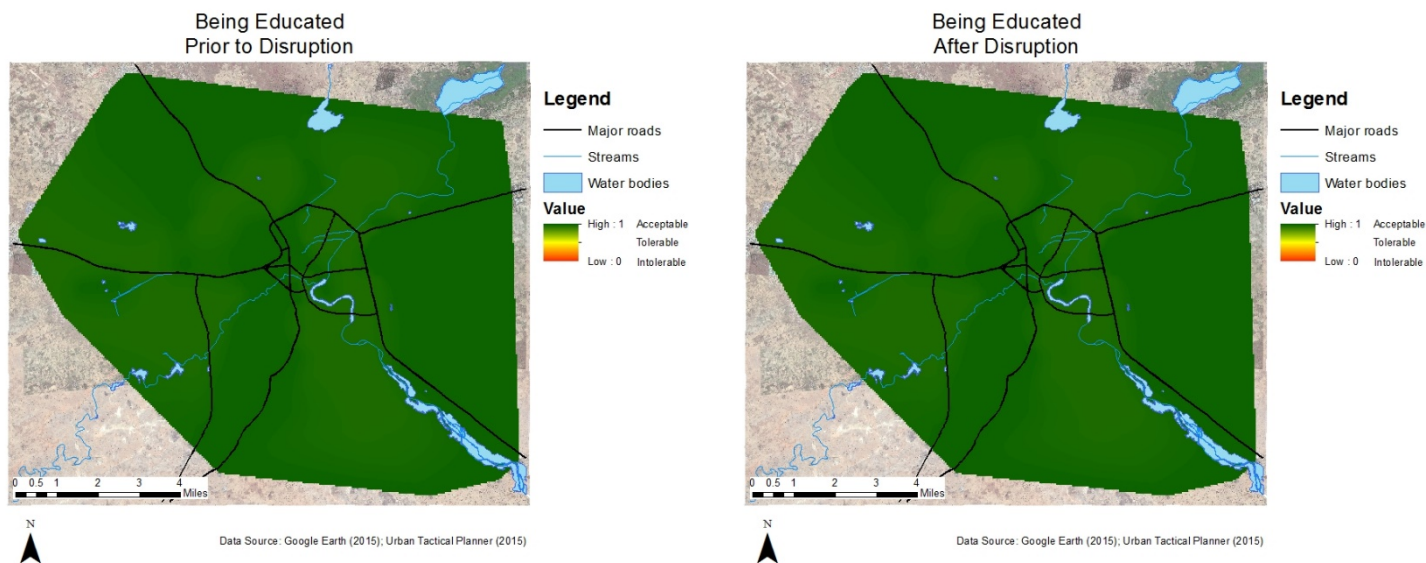 Being Educated
Prior to Disruption
Legend
Major roads
Streams
Water bodies
Value
High : 1 Acceptable
Tolerable
Low : 0 Intolerable
0 0.5 1 2 3 4
Miles
N
Data Source: Google Earth (2015); Urban Tactical Planner (2015)
Being Educated
After Disruption
Legend
Major roads
Streams
Water bodies
Value
High : 1 Acceptable
Tolerable
Low : 0 Intolerable
0 0.5 1 2 3 4
Miles
N
Data Source: Google Earth (2015); Urban Tactical Planner (2015)